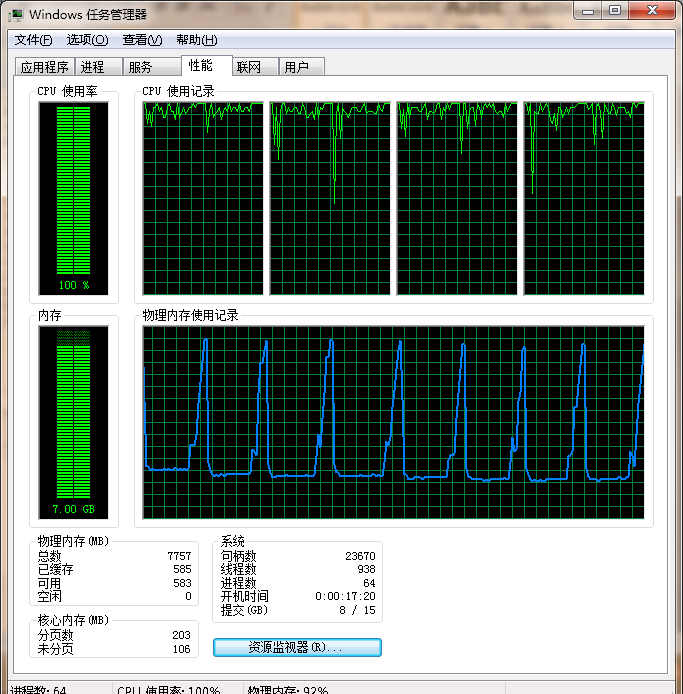 Windows 任务管理器
文件(F) 选项(O) 查看(V) 帮助(H)
应用程序 进程 服务 性能 联网 用户
CPU 使用率 CPU 使用记录
100 %
内存 物理内存使用记录
7.00 GB
物理内存(MB)
总数 7757
已缓存 585
可用 583
空闲 0
系统
句柄数 23670
线程数 938
进程数 64
开机时间 0:00:17:20
提交(GB) 8 / 15
核心内存(MB)
分页数 203
未分页 106
资源监视器(R)...
进程数: 64 CPU 使用率: 100% 物理内存: 92%